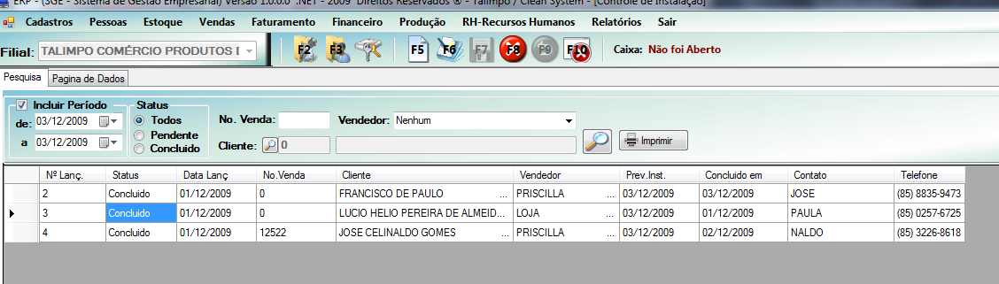 ERP - (SGE - Sistema de Gestão Empresarial) Versão 1.0.0.0 .NET - 2009 Direitos Reservados ® - Talimpo / Clean System - [Controle de Instalação]
Cadastros Pessoas Estoque Vendas Faturamento Financeiro Produção RH-Recursos Humanos Relatórios Sair
Filial: TALIMPO COMÉRCIO PRODUTOS F2 F3 F5 F6 F7 F8 F9 F10 Caixa: Não foi Aberto
Pesquisa Pagina de Dados
Incluir Período Status
de: 03/12/2009 Todos No. Venda: Vendedor: Nenhum
a 03/12/2009 Pendente
Concluido Cliente: 0 Imprimir
Nº Lanç. Status Data Lanç No.Venda Cliente Vendedor Prev.Inst. Concluido em Contato Telefone
2 Concluido 01/12/2009 0 FRANCISCO DE PAULO ... PRISCILLA ... 03/12/2009 03/12/2009 JOSE (85) 8835-9473
3 Concluido 01/12/2009 0 LUCIO HELIO PEREIRA DE ALMEID... LOJA ... 03/12/2009 01/12/2009 PAULA (85) 0257-6725
4 Concluido 01/12/2009 12522 JOSE CELINALDO GOMES ... PRISCILLA ... 03/12/2009 02/12/2009 NALDO (85) 3226-8618